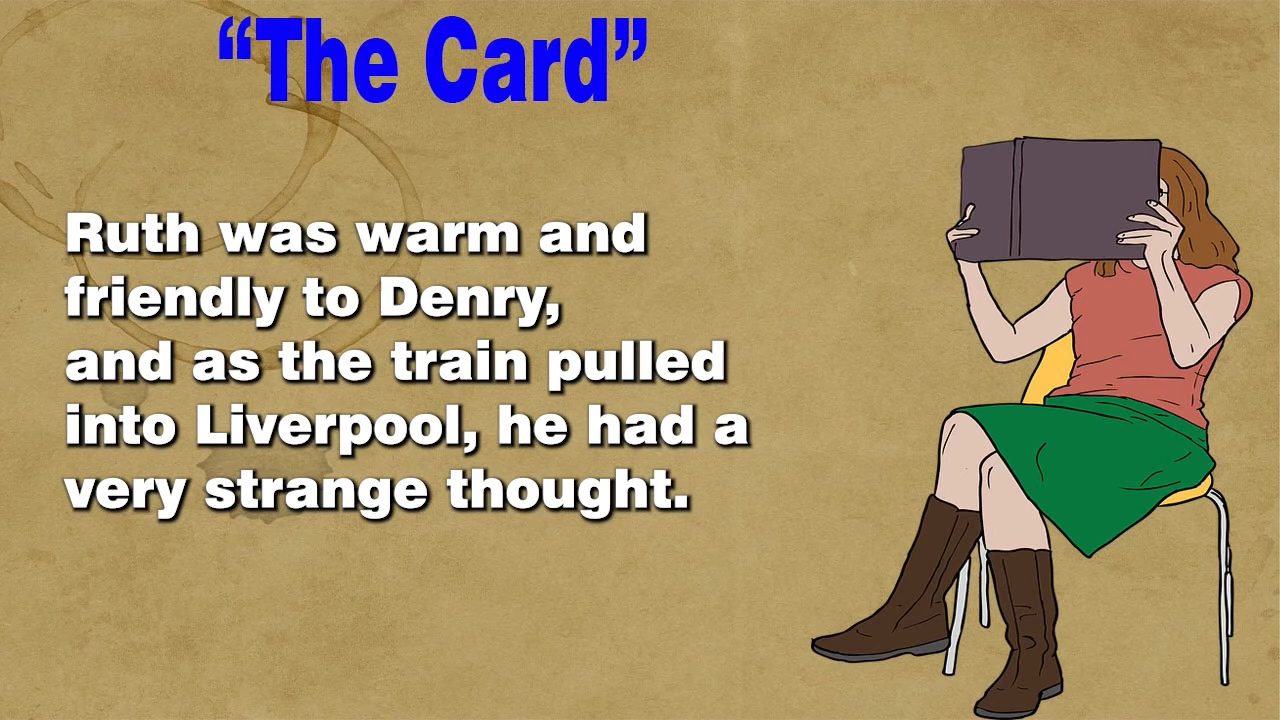 “The Card”
Ruth was warm and
friendly to Denry,
and as the train pulled
into Liverpool, he had a
very strange thought.